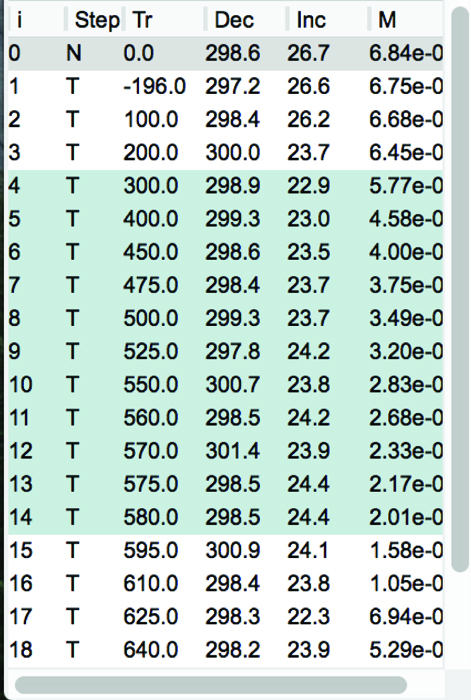 i Step Tr Dec Inc M
0 N 0.0 298.6 26.7 6.84e-0
1 T -196.0 297.2 26.6 6.75e-0
2 T 100.0 298.4 26.2 6.68e-0
3 T 200.0 300.0 23.7 6.45e-0
4 T 300.0 298.9 22.9 5.77e-0
5 T 400.0 299.3 23.0 4.58e-0
6 T 450.0 298.6 23.5 4.00e-0
7 T 475.0 298.4 23.7 3.75e-0
8 T 500.0 299.3 23.7 3.49e-0
9 T 525.0 297.8 24.2 3.20e-0
10 T 550.0 300.7 23.8 2.83e-0
11 T 560.0 298.5 24.2 2.68e-0
12 T 570.0 301.4 23.9 2.33e-0
13 T 575.0 298.5 24.4 2.17e-0
14 T 580.0 298.5 24.4 2.01e-0
15 T 595.0 300.9 24.1 1.58e-0
16 T 610.0 298.4 23.8 1.05e-0
17 T 625.0 298.3 22.3 6.94e-0
18 T 640.0 298.2 23.9 5.29e-0